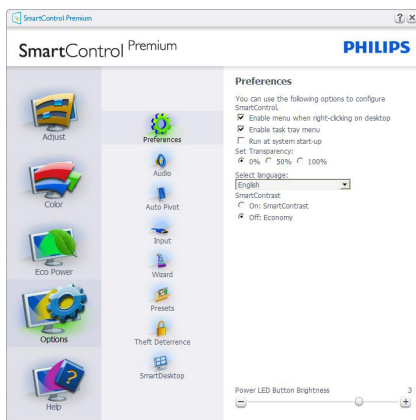 SmartControl Premium
SmartControl Premium
PHILIPS
Adjust
Color
Eco Power
Options
Help
Preferences
Audio
Auto Pivot
Input
Wizard
Presets
Theft Deterrence
SmartDesktop
Preferences
You can use the following options to configure
SmartControl.
Enable menu when right-clicking on desktop
Enable task tray menu
Run at system start-up
Set Transparency:
0% 50% 100%
Select language:
English
SmartContrast
On: SmartContrast
Off: Economy
Power LED Button Brightness 3